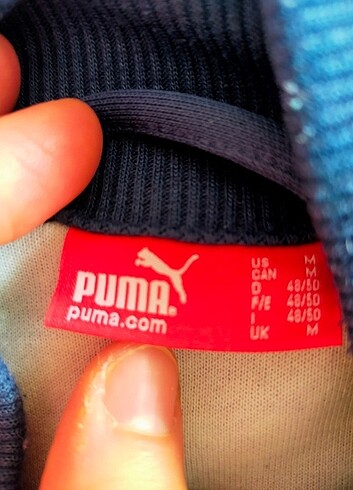 PUMA.
puma.com
US M
CAN M
D 48/50
F/E 48/50
I 48/50
UK M